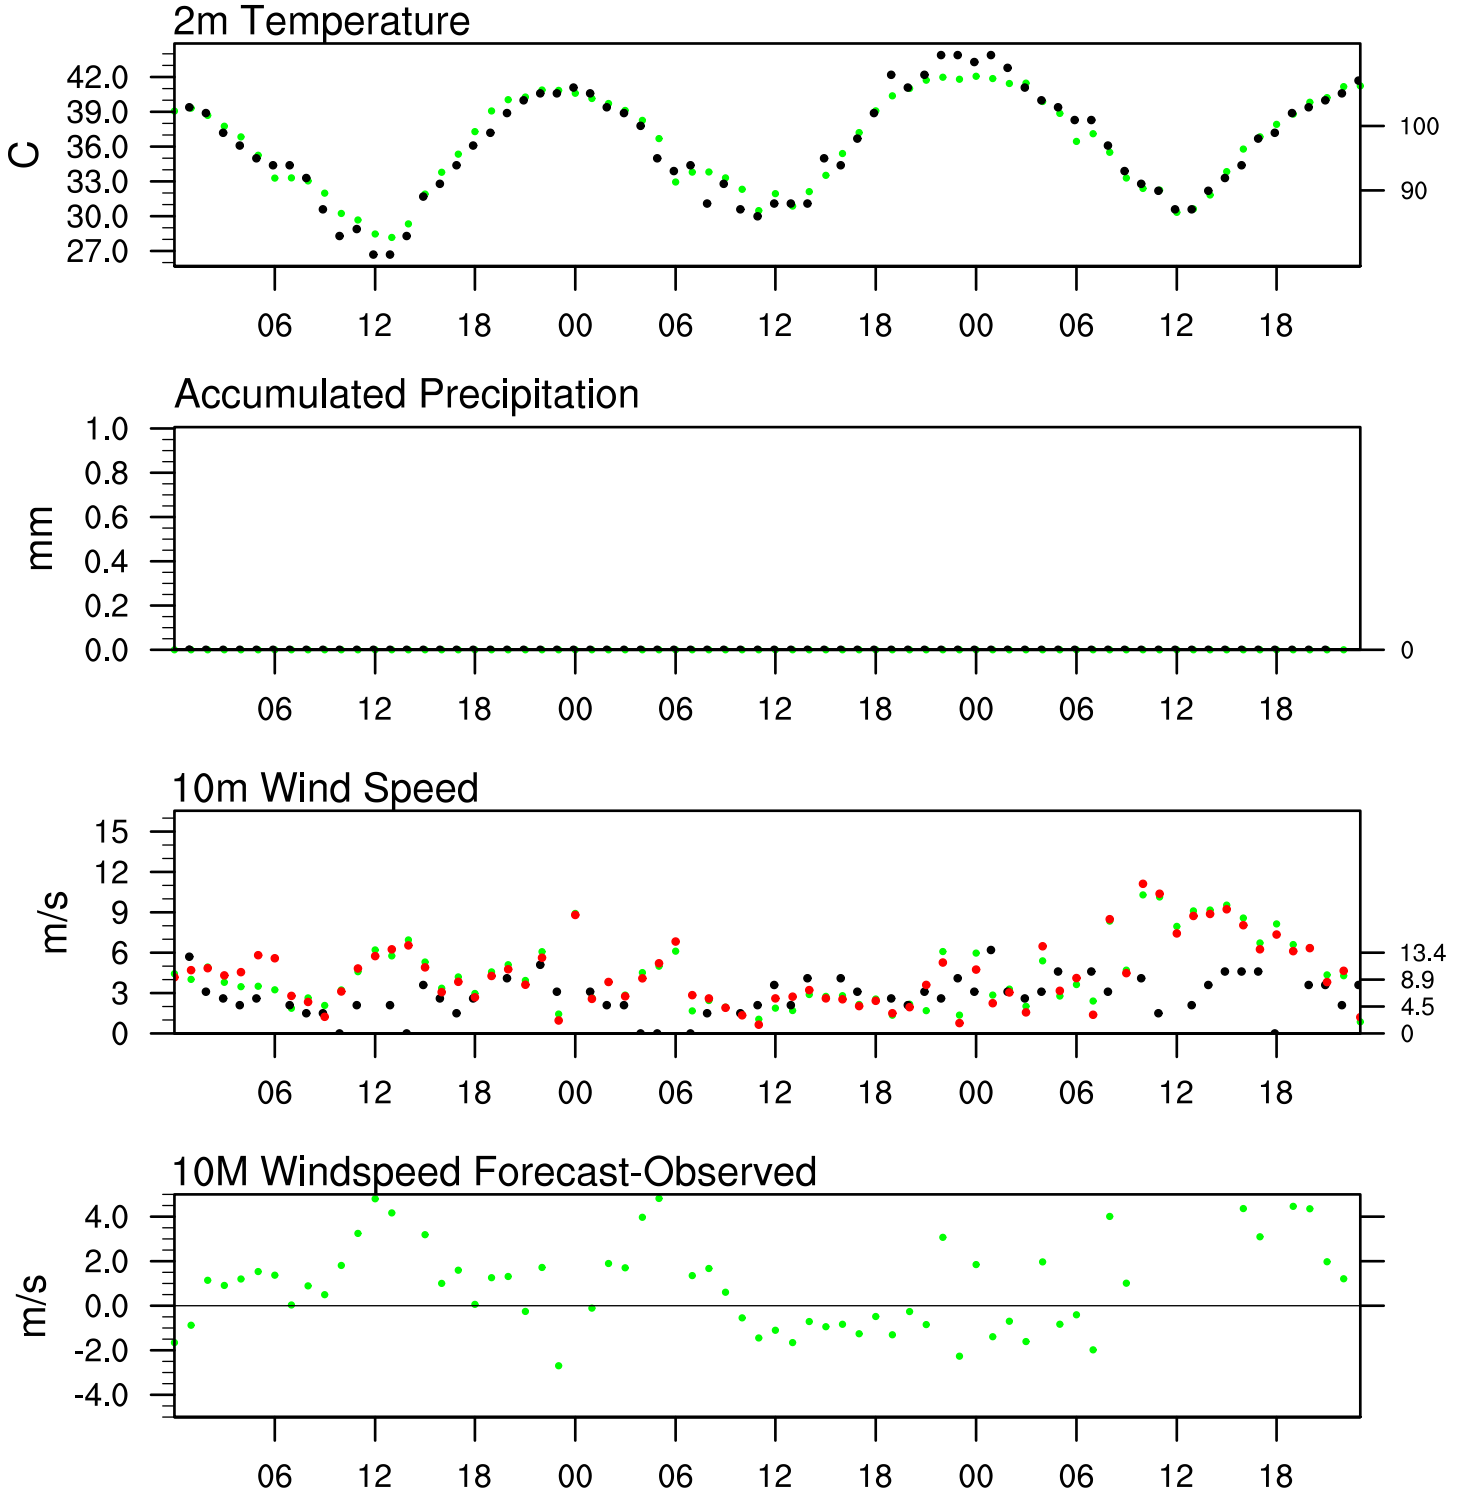 2m Temperature
42.0
39.0
36.0
33.0
30.0
27.0
C
100
90
06 12 18 00 06 12 18 00 06 12 18
Accumulated Precipitation
1.0
0.8
0.6
0.4
0.2
0.0
mm
0
06 12 18 00 06 12 18 00 06 12 18
10m Wind Speed
15
12
9
6
3
0
m/s
13.4
8.9
4.5
0
06 12 18 00 06 12 18 00 06 12 18
10M Windspeed Forecast-Observed
4.0
2.0
0.0
-2.0
-4.0
m/s
06 12 18 00 06 12 18 00 06 12 18